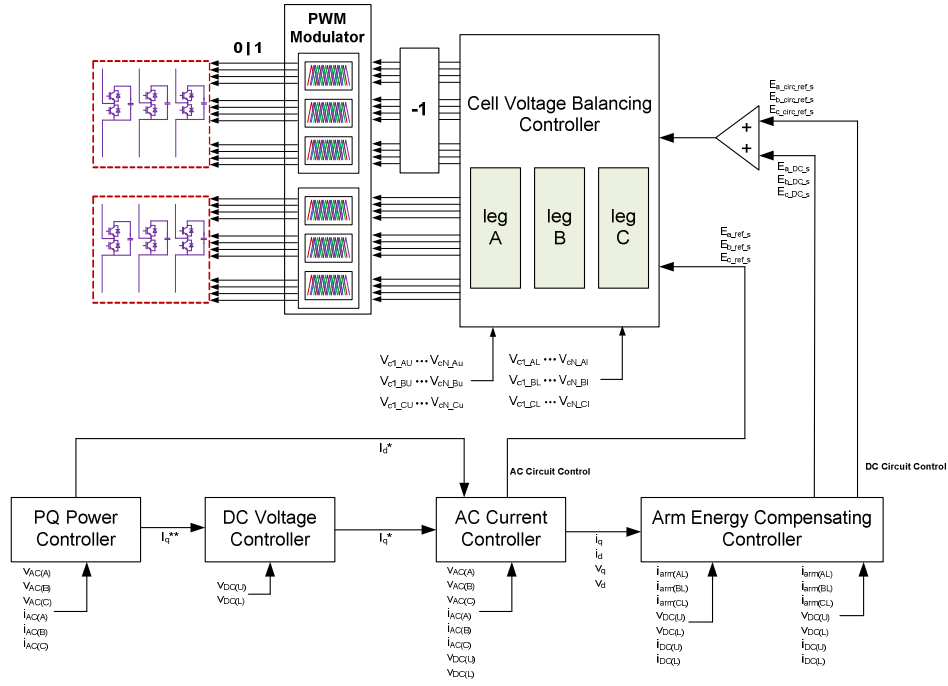 PWM
Modulator
0 | 1
-1
Cell Voltage Balancing
Controller
leg
A
leg
B
leg
C
+
+
Ea_circ_ref_s
Eb_circ_ref_s
Ec_circ_ref_s
Ea_DC_s
Eb_DC_s
Ec_DC_s
Ea_ref_s
Eb_ref_s
Ec_ref_s
Vc1_AU ··· VcN_Au
Vc1_BU ··· VcN_Bu
Vc1_CU ··· VcN_Cu
Vc1_AL ··· VcN_Al
Vc1_BL ··· VcN_Bl
Vc1_CL ··· VcN_Cl
Id*
AC Circuit Control
DC Circuit Control
PQ Power
Controller
Iq**
DC Voltage
Controller
Iq*
AC Current
Controller
iq
id
vq
vd
Arm Energy Compensating
Controller
vAC(A)
vAC(B)
vAC(C)
iAC(A)
iAC(B)
iAC(C)
vDC(U)
vDC(L)
vAC(A)
vAC(B)
vAC(C)
iAC(A)
iAC(B)
iAC(C)
vDC(U)
vDC(L)
iarm(AL)
iarm(BL)
iarm(CL)
vDC(U)
vDC(L)
iDC(U)
iDC(L)
iarm(AL)
iarm(BL)
iarm(CL)
vDC(U)
vDC(L)
iDC(U)
iDC(L)